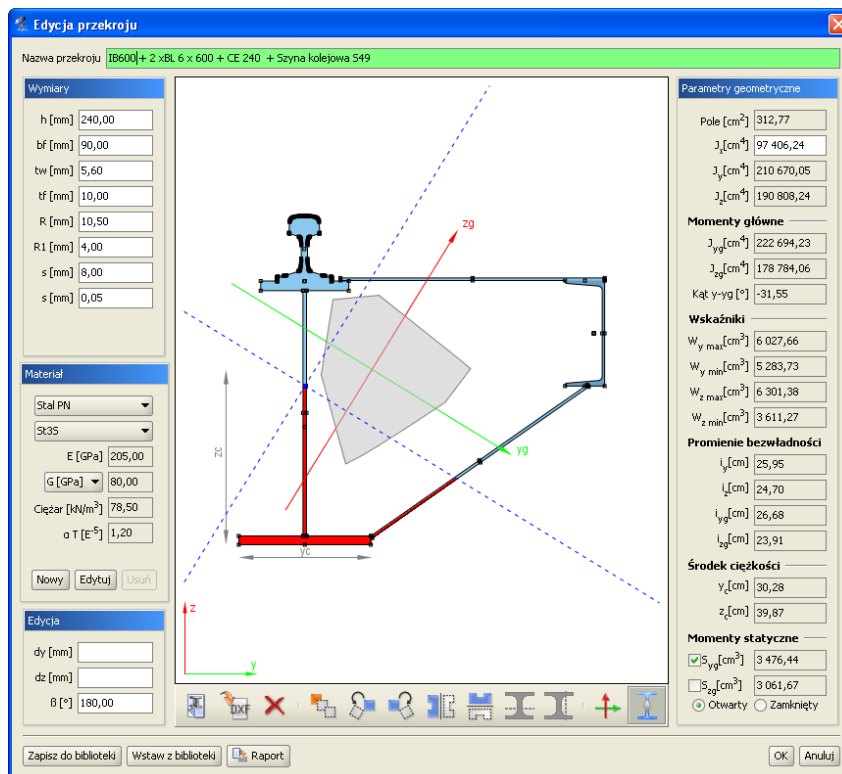 Edycja przekroju
Nazwa przekroju IB600 + 2 xBL 6 x 600 + CE 240 + Szyna kolejowa S49
Wymiary
h [mm] 240,00
bf [mm] 90,00
tw [mm] 5,60
tf [mm] 10,00
R [mm] 10,50
R1 [mm] 4,00
s [mm] 8,00
s [mm] 0,05
Materiał
Stal PN
St3S
E [GPa] 205,00
G [GPa] 80,00
Ciężar [kN/m³] 78,50
α T [E⁻⁵] 1,20
Nowy Edytuj Usuń
Edycja
dy [mm]
dz [mm]
β [°] 180,00
zg
yg
zc
yc
z
y
DXF
Parametry geometryczne
Pole [cm²] 312,77
Jx[cm⁴] 97 406,24
Jy[cm⁴] 210 670,05
Jz[cm⁴] 190 808,24
Momenty główne
Jyg[cm⁴] 222 694,23
Jzg[cm⁴] 178 784,06
Kąt y-yg [°] -31,55
Wskaźniki
Wy max[cm³] 6 027,66
Wy min[cm³] 5 283,73
Wz max[cm³] 6 301,38
Wz min[cm³] 3 611,27
Promienie bezwładności
iy[cm] 25,95
iz[cm] 24,70
iyg[cm] 26,68
izg[cm] 23,91
Środek ciężkości
yc[cm] 30,28
zc[cm] 39,87
Momenty statyczne
Syg[cm³] 3 476,44
Szg[cm³] 3 061,67
Otwarty Zamknięty
Zapisz do biblioteki Wstaw z biblioteki Raport OK Anuluj